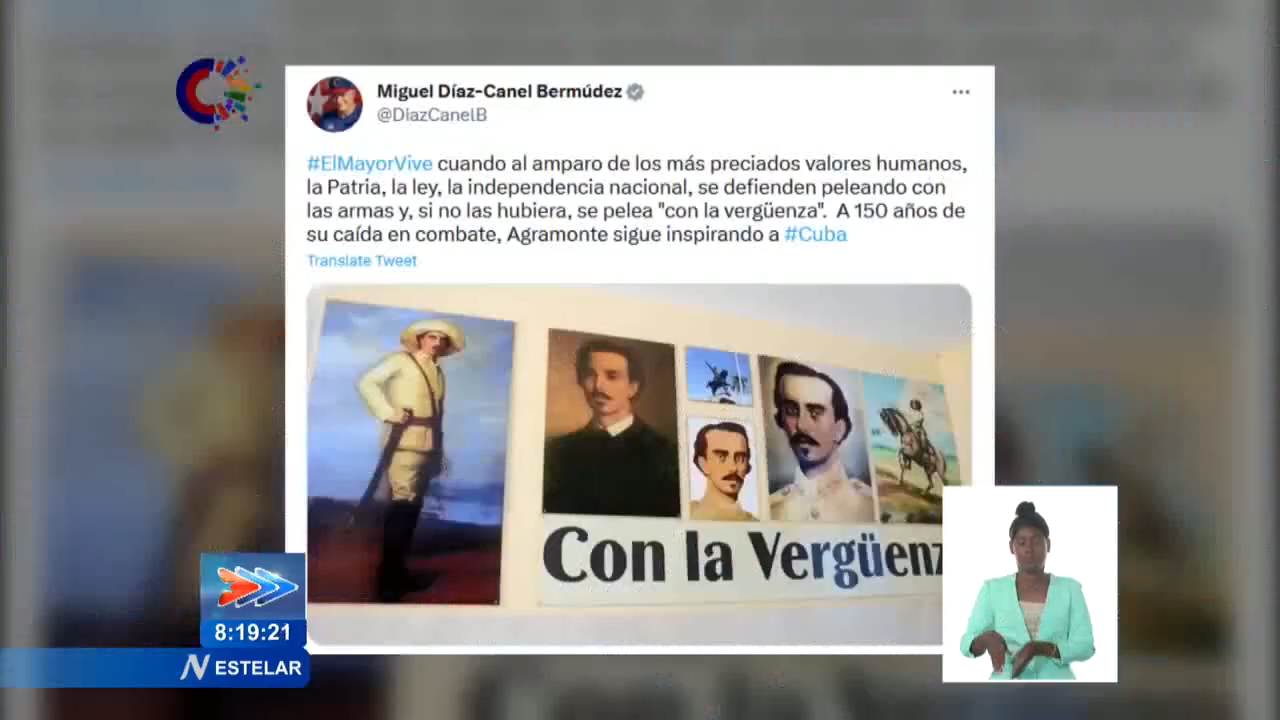 Miguel Díaz-Canel Bermúdez
@DiazCanelB
#ElMayorVive cuando al amparo de los más preciados valores humanos,
la Patria, la ley, la independencia nacional, se defienden peleando con
las armas y, si no las hubiera, se pelea "con la vergüenza". A 150 años de
su caída en combate, Agramonte sigue inspirando a #Cuba
Translate Tweet
Con la Vergüenz
8:19:21
N ESTELAR